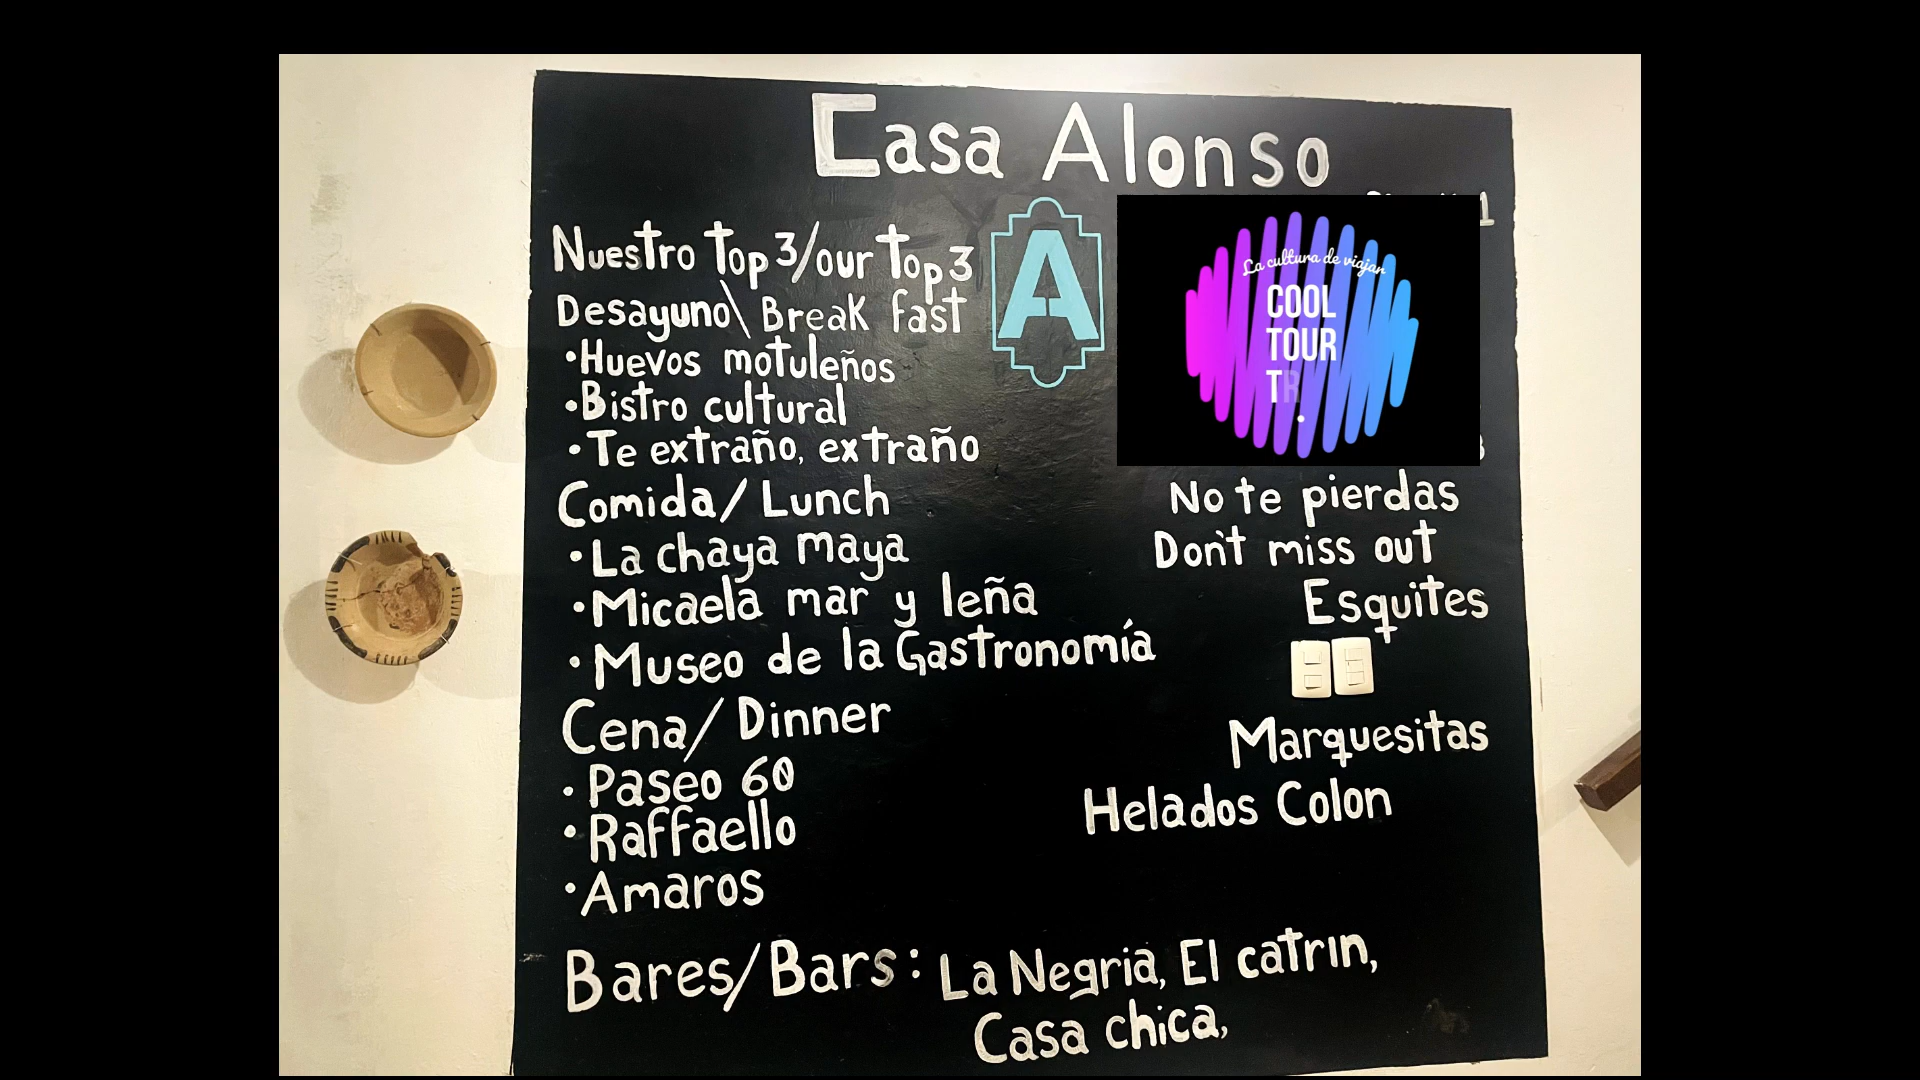 Casa Alonso
Nuestro Top 3/our Top 3
Desayuno\ Break fast
•Huevos motuleños
•Bistro cultural
•Te extraño, extraño
Comida/ Lunch
•La chaya maya
•Micaela mar y leña
•Museo de la Gastronomía
Cena/ Dinner
•Paseo 60
•Raffaello
•Amaros
Bares/Bars: La Negria, El catrin,
Casa chica,
A
La cultura de viajar
COOL
TOUR
TR
No te pierdas
Don't miss out
Esquites
Marquesitas
Helados Colon